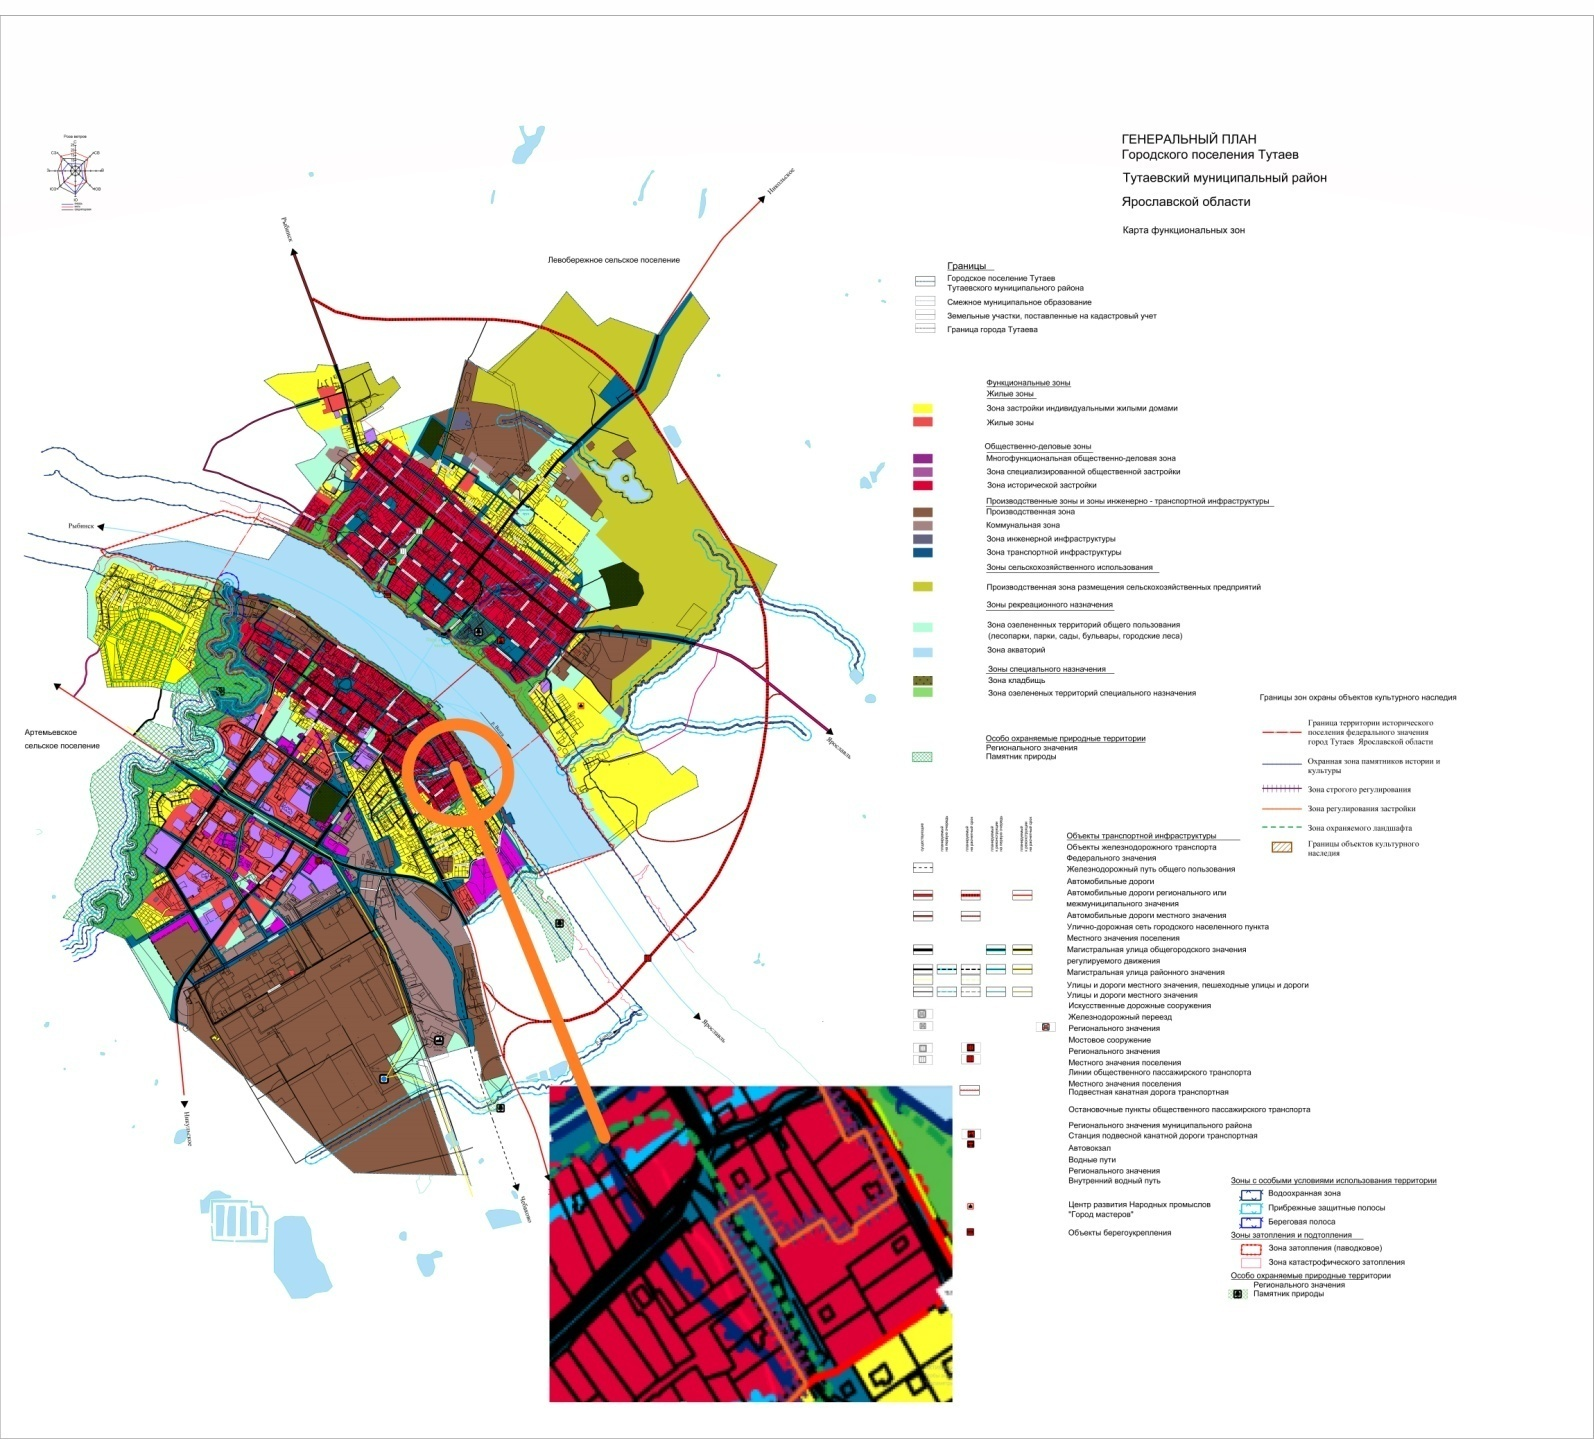 ГЕНЕРАЛЬНЫЙ ПЛАН
Городского поселения Тутаев
Тутаевский муниципальный район
Ярославской области
Карта функциональных зон
Роза ветров
Рыбинск
Никольское
Левобережное сельское поселение
Рыбинск
Артемьевское
сельское поселение
Ярославль
Ярославль
Никульское
Чебаково
Границы
Городское поселение Тутаев
Тутаевского муниципального района
Смежное муниципальное образование
Земельные участки, поставленные на кадастровый учет
Граница города Тутаева
Функциональные зоны
Жилые зоны
Зона застройки индивидуальными жилыми домами
Жилые зоны
Общественно-деловые зоны
Многофункциональная общественно-деловая зона
Зона специализированной общественной застройки
Зона исторической застройки
Производственные зоны и зоны инженерно - транспортной инфраструктуры
Производственная зона
Коммунальная зона
Зона инженерной инфраструктуры
Зона транспортной инфраструктуры
Зоны сельскохозяйственного использования
Производственная зона размещения сельскохозяйственных предприятий
Зоны рекреационного назначения
Зона озелененных территорий общего пользования
(лесопарки, парки, сады, бульвары, городские леса)
Зона акваторий
Зоны специального назначения
Зона кладбищь
Зона озелененых территорий специального назначения
Особо охраняемые природные территории
Регионального значения
Памятник природы
Границы зон охраны объектов культурного наследия
Граница территории исторического
поселения федерального значения
город Тутаев Ярославской области
Охранная зона памятников истории и
культуры
Зона строгого регулирования
Зона регулирования застройки
Зона охраняемого ландшафта
Границы объектов культурного
наследия
Объекты транспортной инфраструктуры
Объекты железнодорожного транспорта
Федерального значения
Железнодорожный путь общего пользования
Автомобильные дороги
Автомобильные дороги регионального или
межмуниципального значения
Автомобильные дороги местного значения
Улично-дорожная сеть городского населенного пункта
Местного значения поселения
Магистральная улица общегородского значения
регулируемого движения
Магистральная улица районного значения
Улицы и дороги местного значения, пешеходные улицы и дороги
Улицы и дороги местного значения
Искусственные дорожные сооружения
Железнодорожный переезд
Регионального значения
Мостовое сооружение
Регионального значения
Местного значения поселения
Линии общественного пассажирского транспорта
Местного значения поселения
Подвестная канатная дорога транспортная
Остановочные пункты общественного пассажирского транспорта
Регионального значения муниципального района
Станция подвесной канатной дороги транспортная
Автовокзал
Водные пути
Регионального значения
Внутренний водный путь
Центр развития Народных промыслов
"Город мастеров"
Объекты берегоукрепления
Зоны с особыми условиями использования территории
Водоохранная зона
Прибрежные защитные полосы
Береговая полоса
Зоны затопления и подтопления
Зона затопления (паводковое)
Зона катастрофического затопления
Особо охраняемые природные территории
Регионального значения
Памятник природы